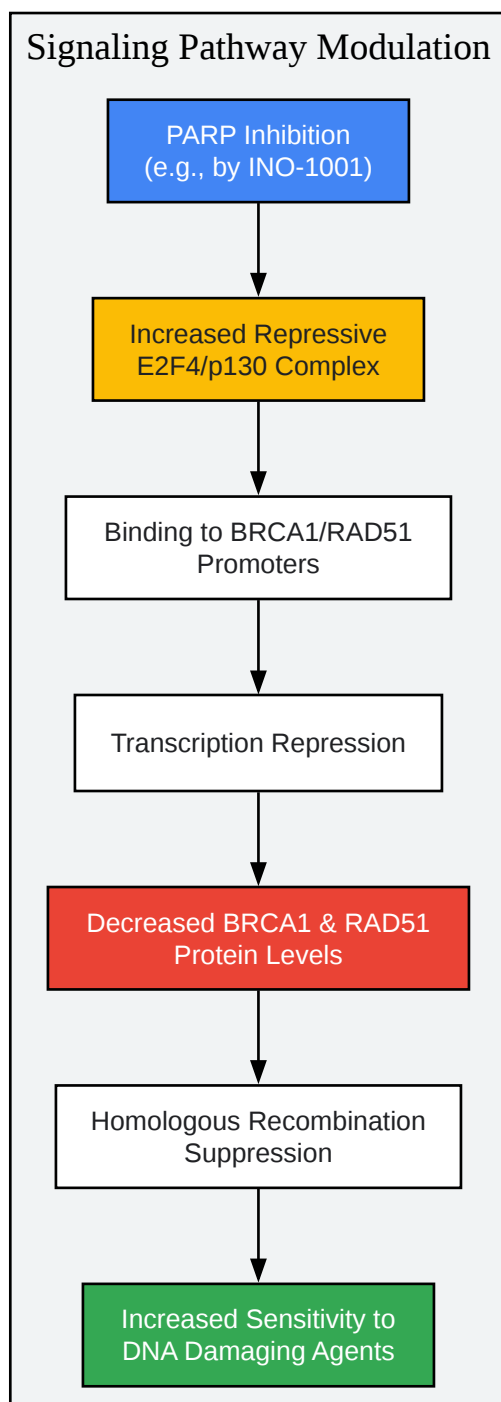 Signaling Pathway Modulation
PARP Inhibition
(e.g., by INO-1001)
Increased Repressive
E2F4/p130 Complex
Binding to BRCA1/RAD51
Promoters
Transcription Repression
Decreased BRCA1 & RAD51
Protein Levels
Homologous Recombination
Suppression
Increased Sensitivity to
DNA Damaging Agents